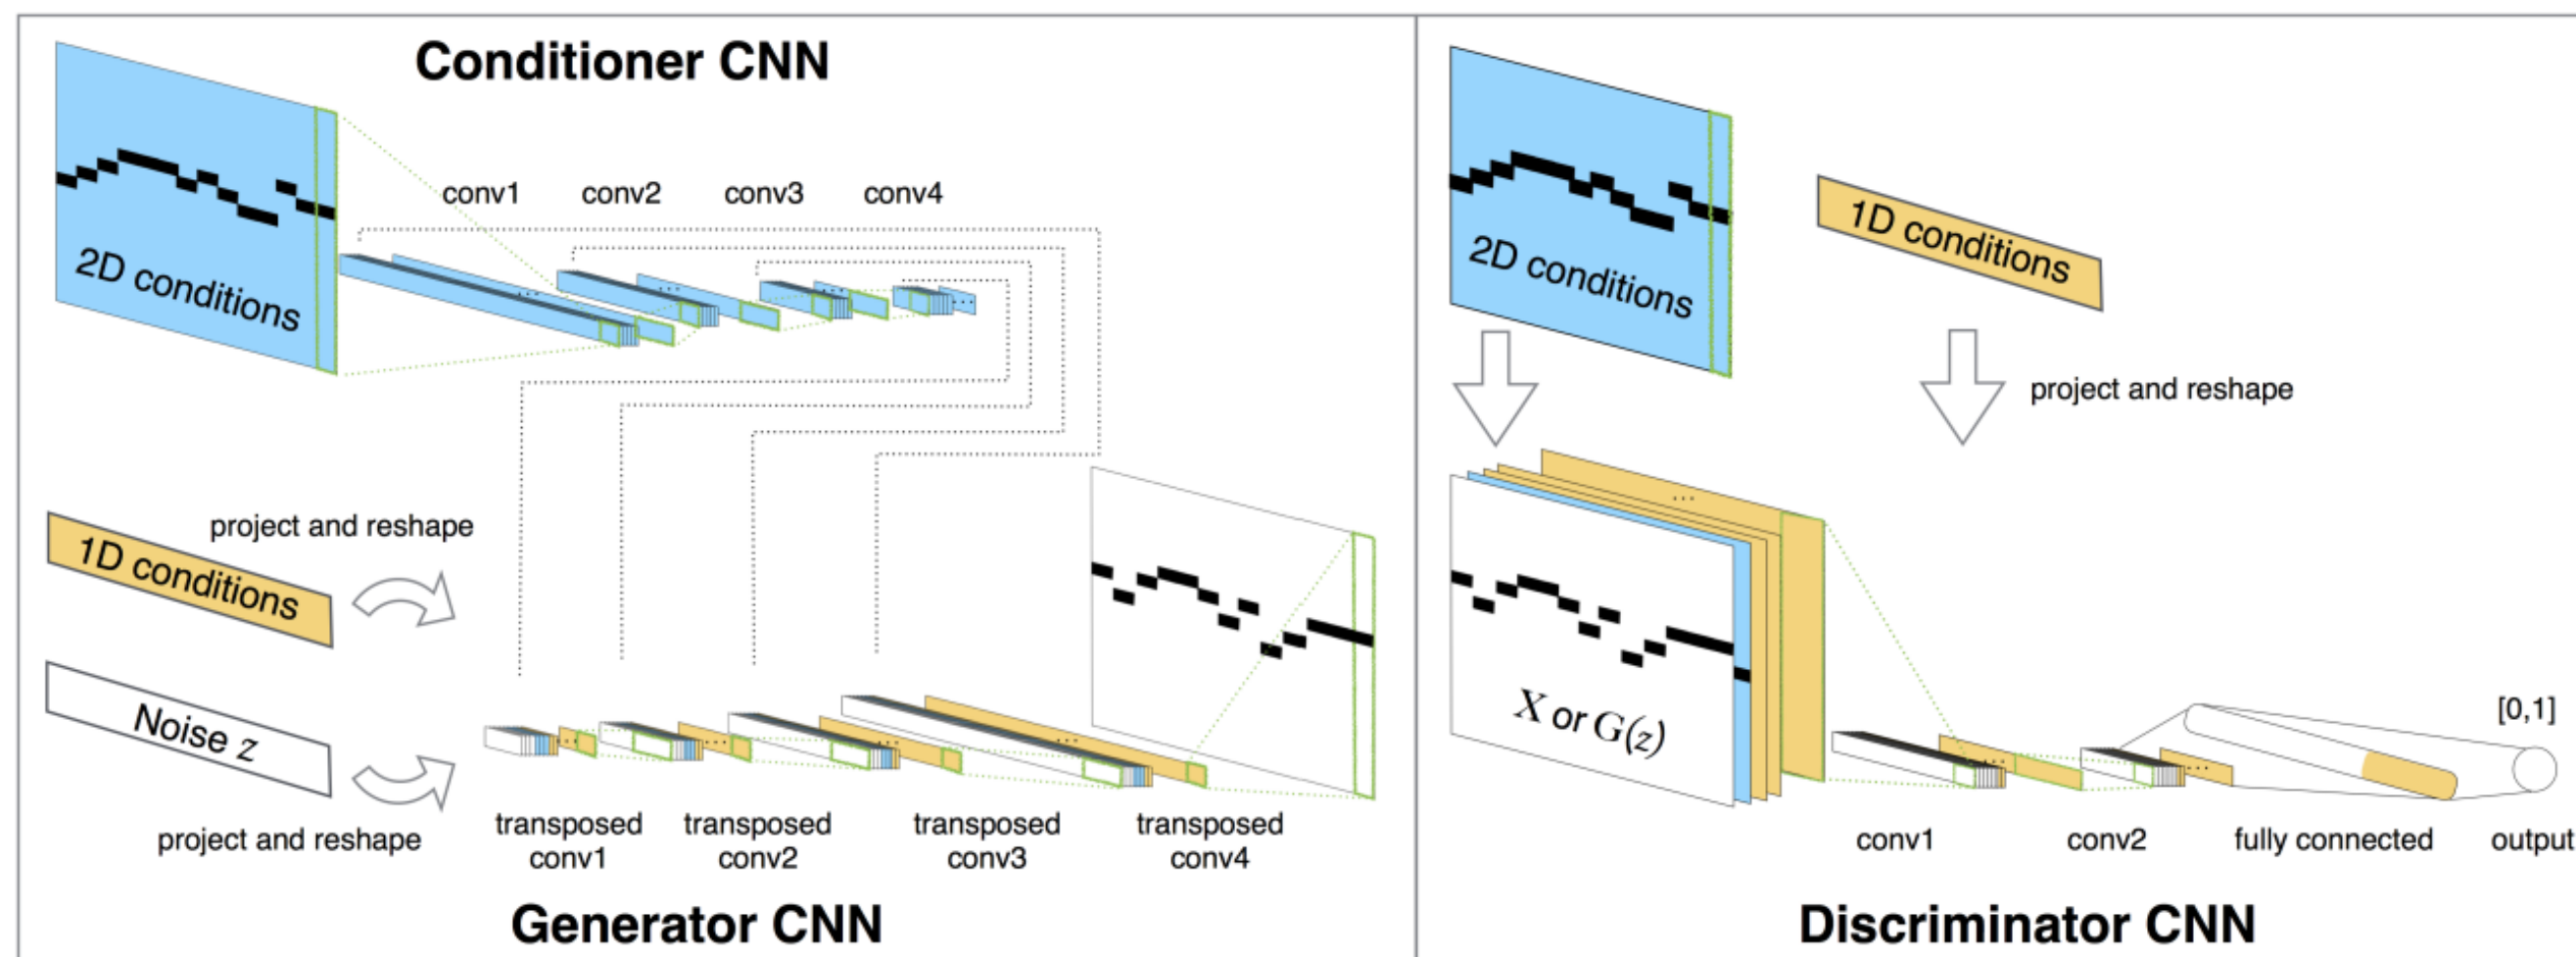 Conditioner CNN
2D conditions
conv1
conv2
conv3
conv4
...
...
...
...
1D conditions
project and reshape
Noise z
project and reshape
...
...
...
...
transposed
conv1
transposed
conv2
transposed
conv3
transposed
conv4
Generator CNN
2D conditions
1D conditions
project and reshape
...
X or G(z)
...
...
[0,1]
conv1
conv2
fully connected
output
Discriminator CNN